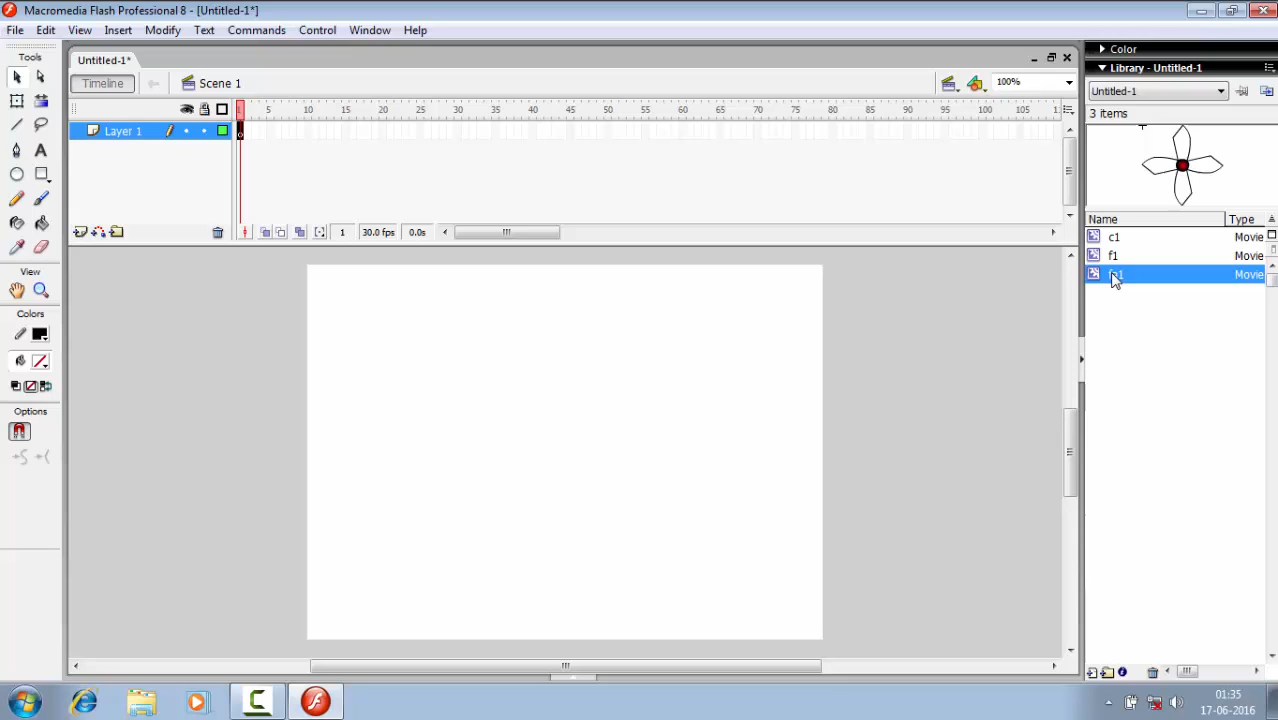 Macromedia Flash Professional 8 - [Untitled-1*]
File Edit View Insert Modify Text Commands Control Window Help
Tools
Untitled-1*
Timeline
Scene 1
100%
Layer 1
5 10 15 20 25 30 35 40 45 50 55 60 65 70 75 80 85 90 95 100 105 110
1 30.0 fps 0.0s
View
Colors
Options
Color
Library - Untitled-1
Untitled-1
3 items
Name Type
c1 Movie
f1 Movie
Movie
01:35
17-06-2016